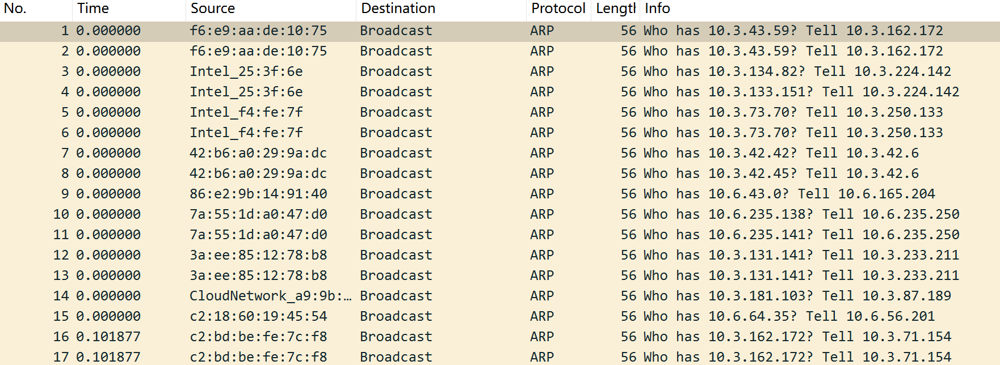 No. Time Source Destination Protocol Length Info
1 0.000000 f6:e9:aa:de:10:75 Broadcast ARP 56 Who has 10.3.43.59? Tell 10.3.162.172
2 0.000000 f6:e9:aa:de:10:75 Broadcast ARP 56 Who has 10.3.43.59? Tell 10.3.162.172
3 0.000000 Intel_25:3f:6e Broadcast ARP 56 Who has 10.3.134.82? Tell 10.3.224.142
4 0.000000 Intel_25:3f:6e Broadcast ARP 56 Who has 10.3.133.151? Tell 10.3.224.142
5 0.000000 Intel_f4:fe:7f Broadcast ARP 56 Who has 10.3.73.70? Tell 10.3.250.133
6 0.000000 Intel_f4:fe:7f Broadcast ARP 56 Who has 10.3.73.70? Tell 10.3.250.133
7 0.000000 42:b6:a0:29:9a:dc Broadcast ARP 56 Who has 10.3.42.42? Tell 10.3.42.6
8 0.000000 42:b6:a0:29:9a:dc Broadcast ARP 56 Who has 10.3.42.45? Tell 10.3.42.6
9 0.000000 86:e2:9b:14:91:40 Broadcast ARP 56 Who has 10.6.43.0? Tell 10.6.165.204
10 0.000000 7a:55:1d:a0:47:d0 Broadcast ARP 56 Who has 10.6.235.138? Tell 10.6.235.250
11 0.000000 7a:55:1d:a0:47:d0 Broadcast ARP 56 Who has 10.6.235.141? Tell 10.6.235.250
12 0.000000 3a:ee:85:12:78:b8 Broadcast ARP 56 Who has 10.3.131.141? Tell 10.3.233.211
13 0.000000 3a:ee:85:12:78:b8 Broadcast ARP 56 Who has 10.3.131.141? Tell 10.3.233.211
14 0.000000 CloudNetwork_a9:9b:… Broadcast ARP 56 Who has 10.3.181.103? Tell 10.3.87.189
15 0.000000 c2:18:60:19:45:54 Broadcast ARP 56 Who has 10.6.64.35? Tell 10.6.56.201
16 0.101877 c2:bd:be:fe:7c:f8 Broadcast ARP 56 Who has 10.3.162.172? Tell 10.3.71.154
17 0.101877 c2:bd:be:fe:7c:f8 Broadcast ARP 56 Who has 10.3.162.172? Tell 10.3.71.154